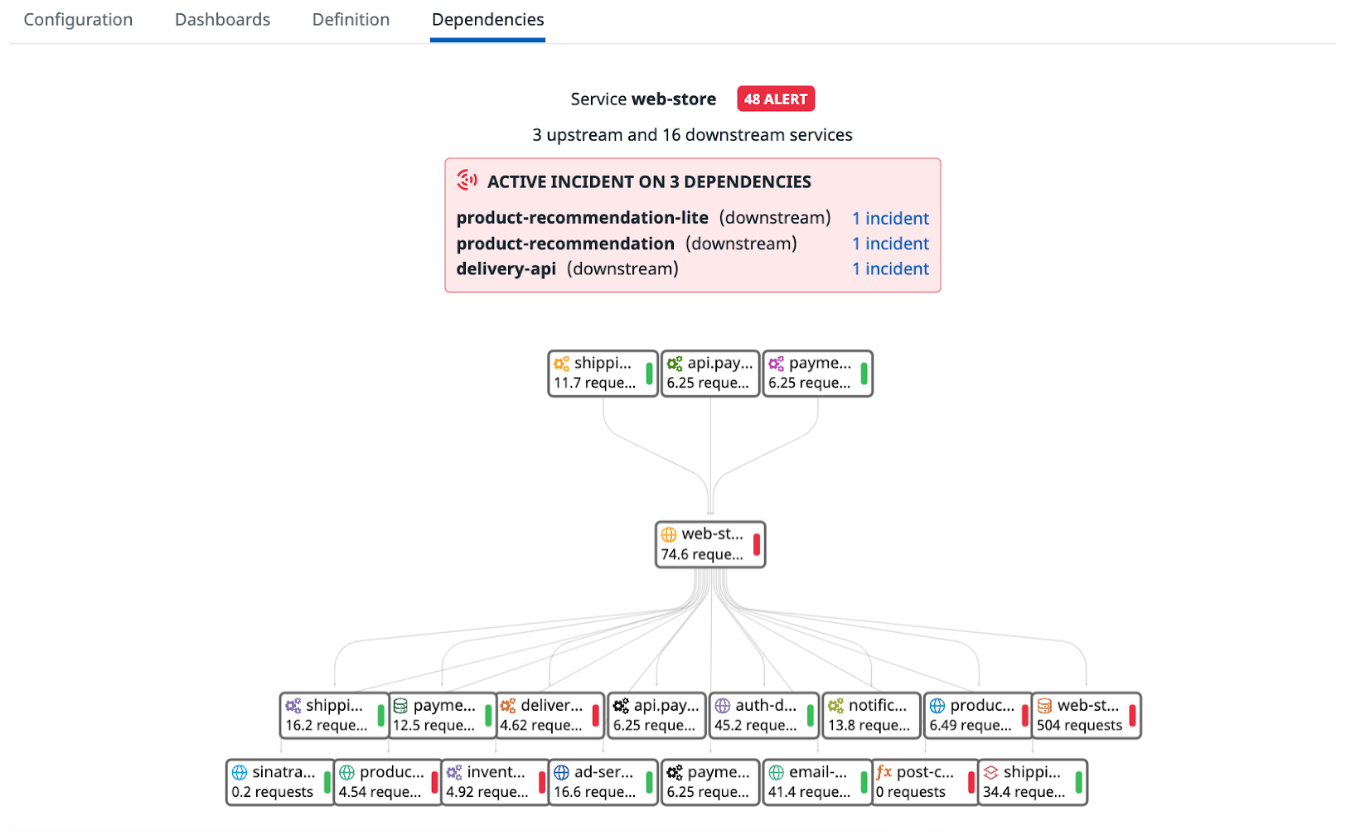 Configuration Dashboards Definition Dependencies
Service web-store 48 ALERT
3 upstream and 16 downstream services
ACTIVE INCIDENT ON 3 DEPENDENCIES
product-recommendation-lite (downstream) 1 incident
product-recommendation (downstream) 1 incident
delivery-api (downstream) 1 incident
shippi... api.pay... payme...
11.7 reque... 6.25 reque... 6.25 reque...
web-st...
74.6 reque...
shippi... payme... deliver... api.pay... auth-d... notific... produc... web-st...
16.2 reque... 12.5 reque... 4.62 reque... 6.25 reque... 45.2 reque... 13.8 reque... 6.49 reque... 504 requests
sinatra... produc... invent... ad-ser... payme... email-... post-c... shippi...
0.2 requests 4.54 reque... 4.92 reque... 16.6 reque... 6.25 reque... 41.4 reque... 0 requests 34.4 reque...